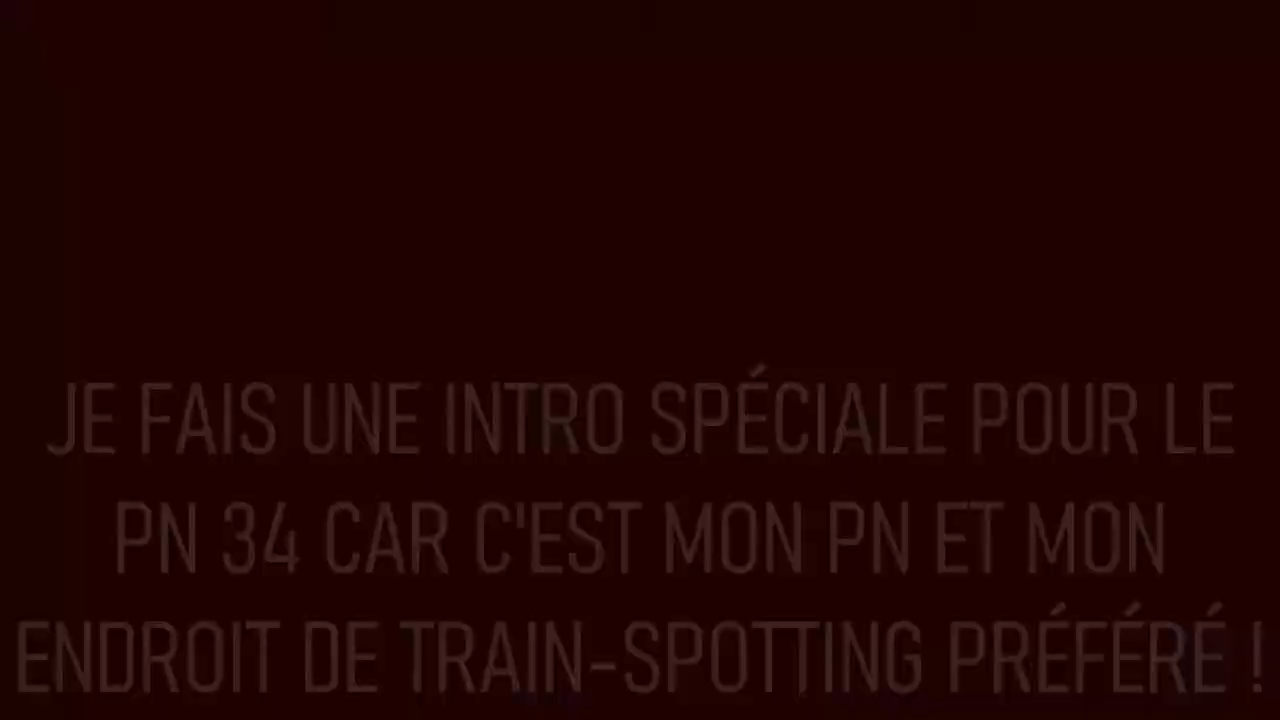 JE FAIS UNE INTRO SPÉCIALE POUR LE
PN 34 CAR C'EST MON PN ET MON
ENDROIT DE TRAIN-SPOTTING PRÉFÉRÉ !